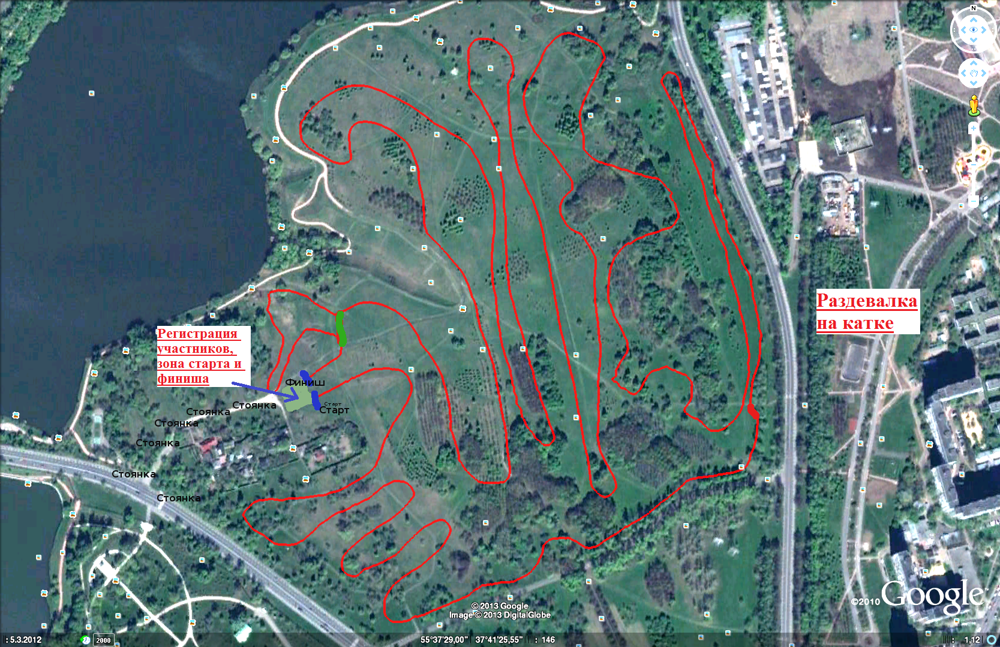 N
Раздевалка
на катке
Регистрация
участников,
зона старта и
финиша
Финиш
Старт
Старт
Стоянка
Стоянка
Стоянка
Стоянка
Стоянка
Стоянка
© 2013 Google
Image © 2013 DigitalGlobe
©2010 Google
: 5.3.2012
2000
55°37'29,00" 37°41'25,55" : 146
1,12